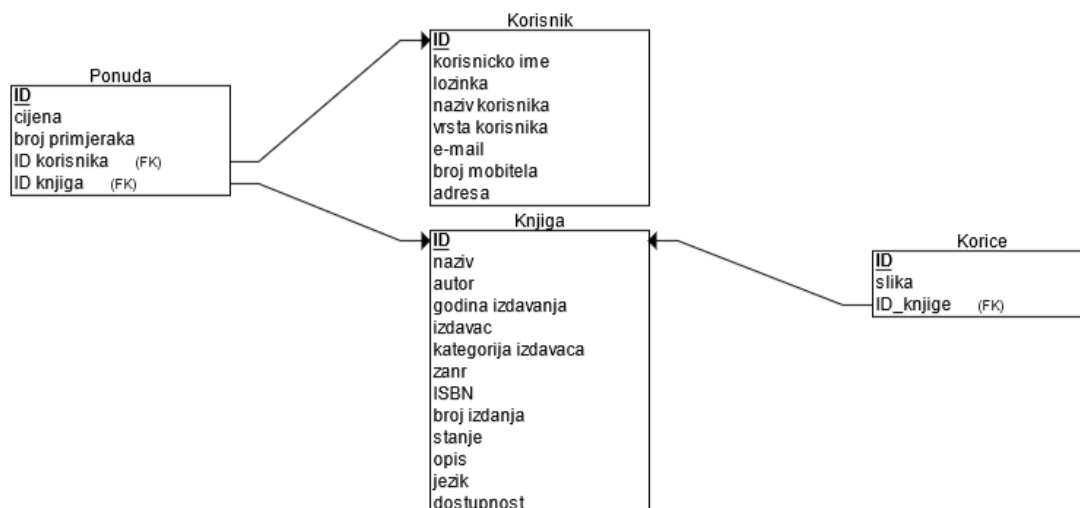 Korisnik
ID
korisnicko ime
lozinka
naziv korisnika
vrsta korisnika
e-mail
broj mobitela
adresa
Ponuda
ID
cijena
broj primjeraka
ID korisnika (FK)
ID knjiga (FK)
Knjiga
ID
naziv
autor
godina izdavanja
izdavac
kategorija izdavaca
zanr
ISBN
broj izdanja
stanje
opis
jezik
dostupnost
Korice
ID
slika
ID_knjige (FK)